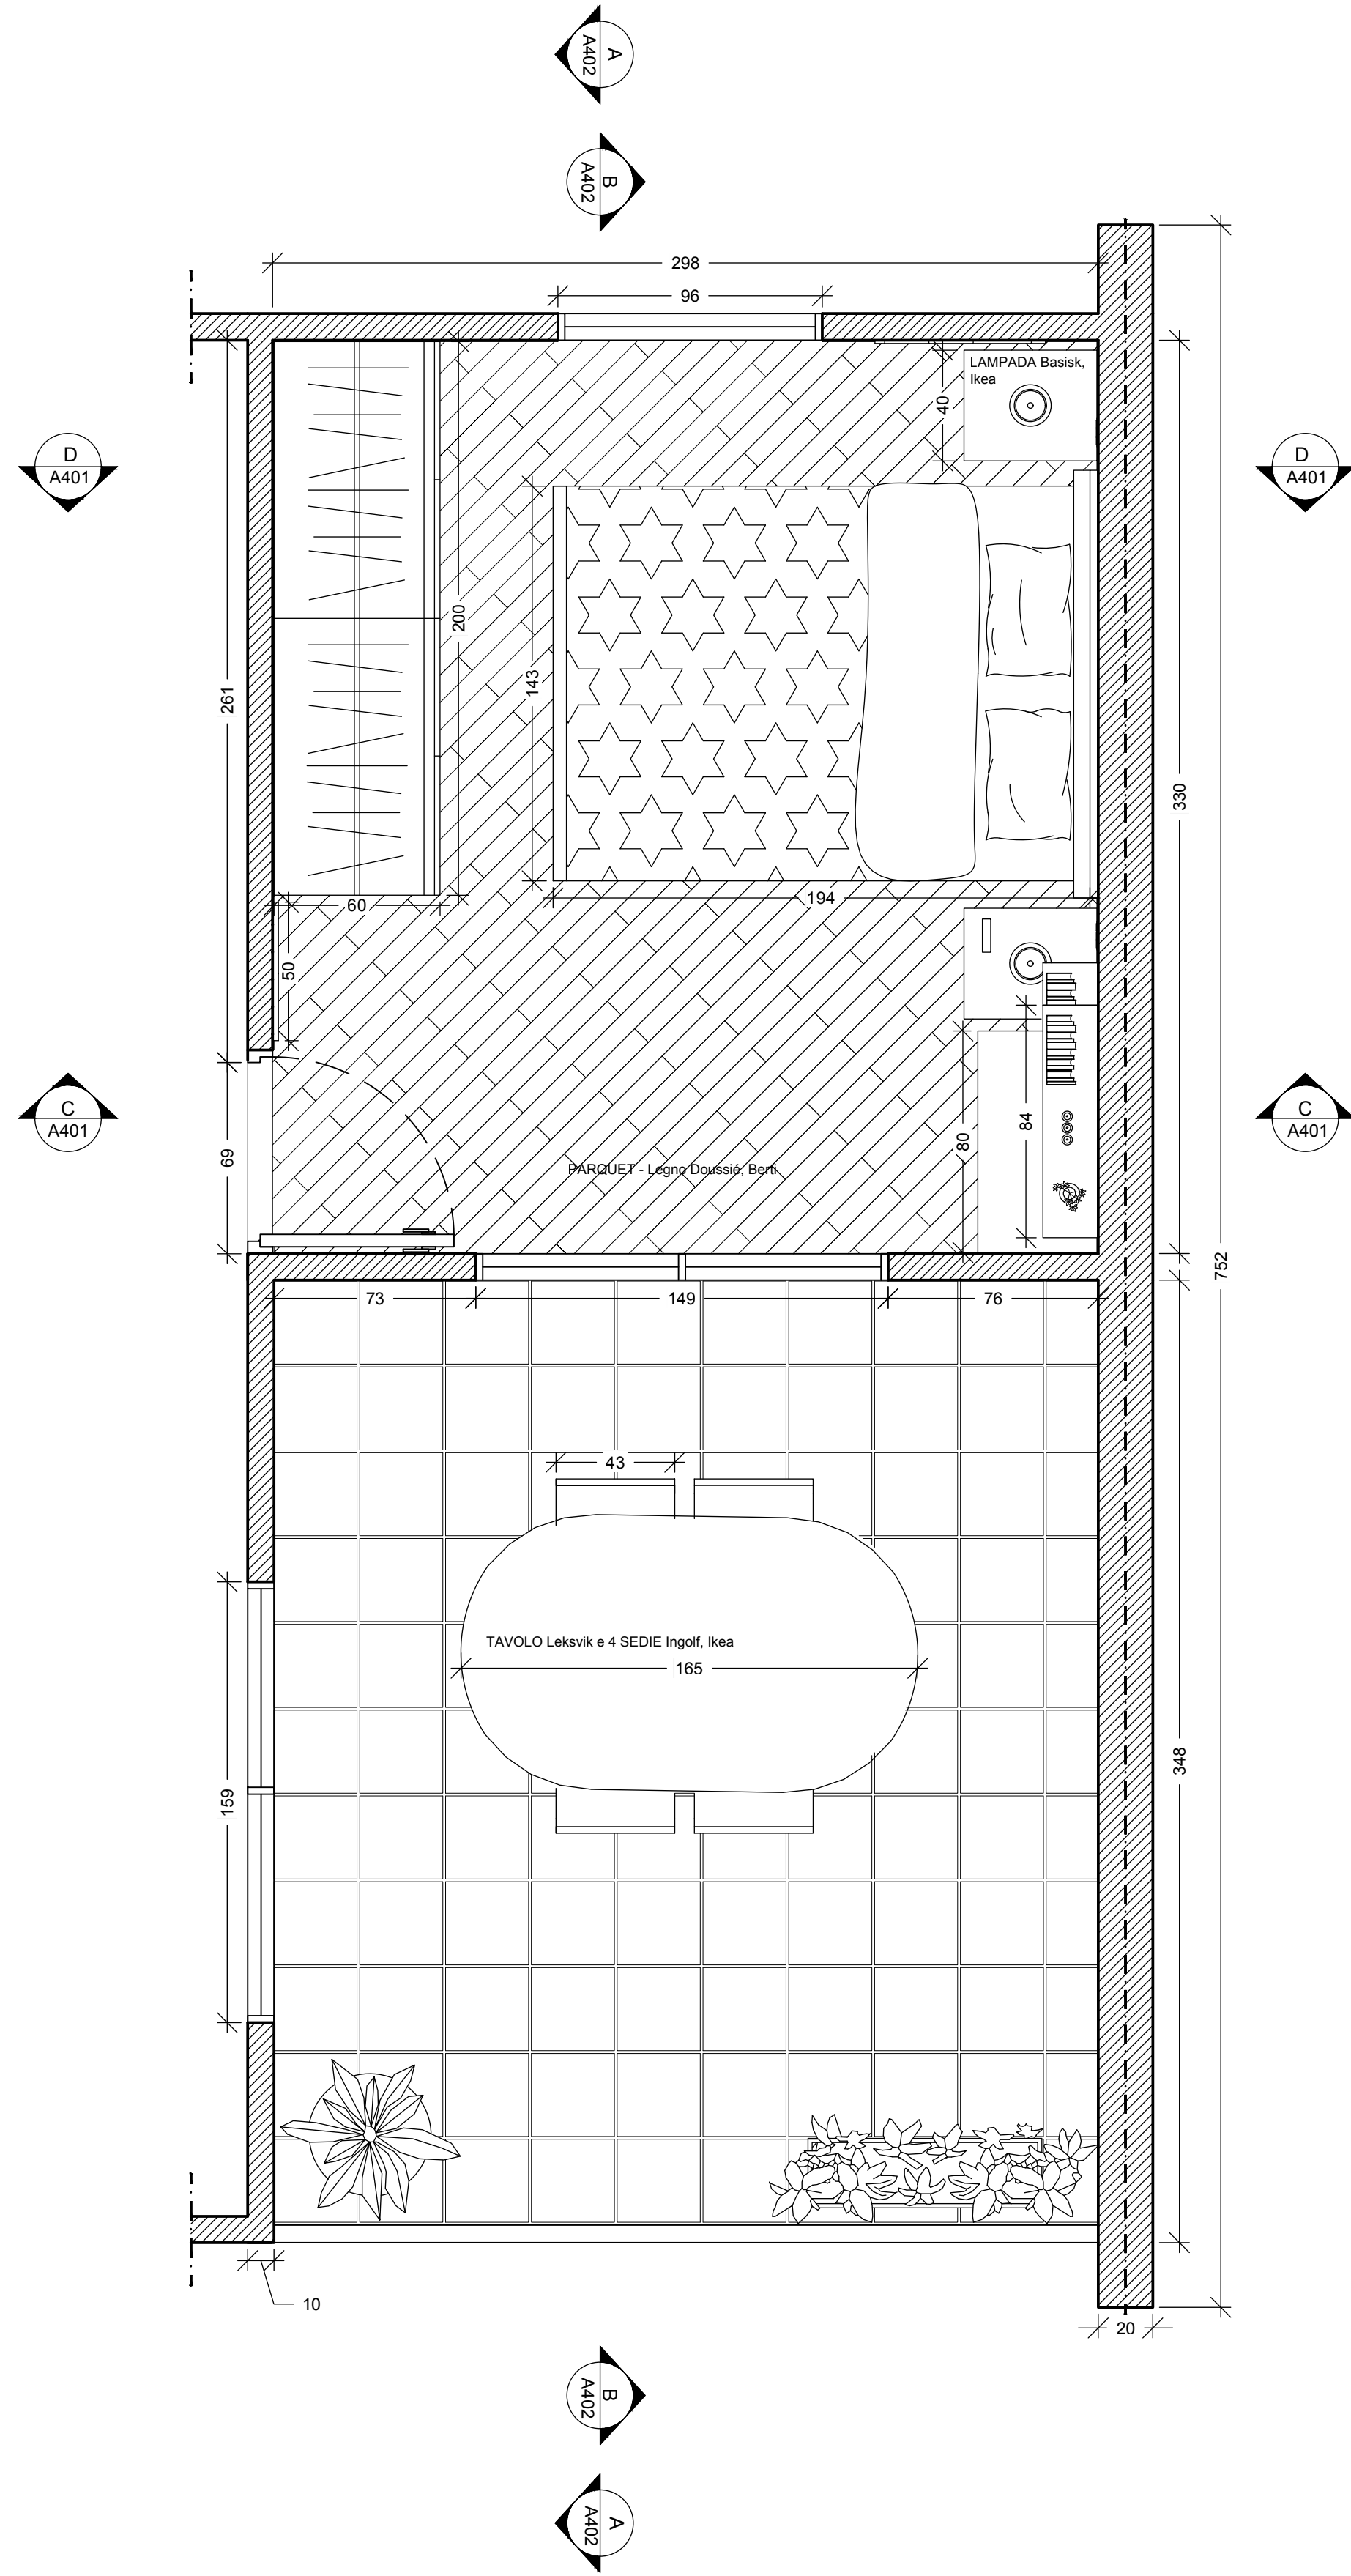 A
A402
B
A402
298
96
LAMPADA Basisk,
Ikea
40
D
A401
D
A401
200
143
261
330
60
194
50
84
80
C
A401
C
A401
69
PARQUET - Legno Doussié, Berti
752
73
149
76
43
TAVOLO Leksvik e 4 SEDIE Ingolf, Ikea
165
348
159
10
20
B
A402
A
A402